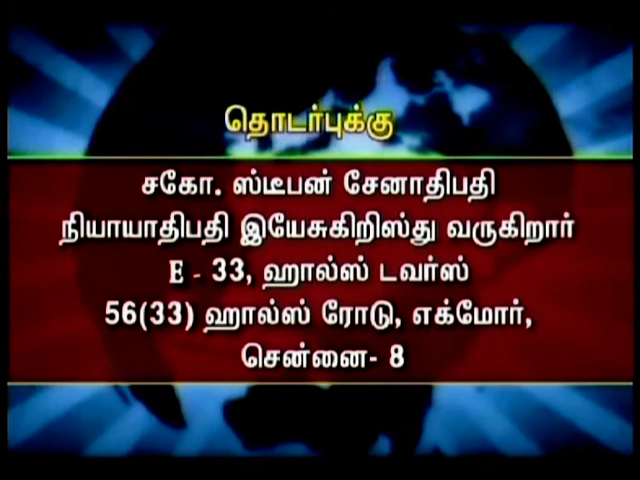 தொடர்புக்கு
சகோ. ஸ்டீபன் சேனாதிபதி
நியாயாதிபதி இயேசுகிறிஸ்து வருகிறார்
E - 33, ஹால்ஸ் டவர்ஸ்
56(33) ஹால்ஸ் ரோடு, எக்மோர்,
சென்னை- 8